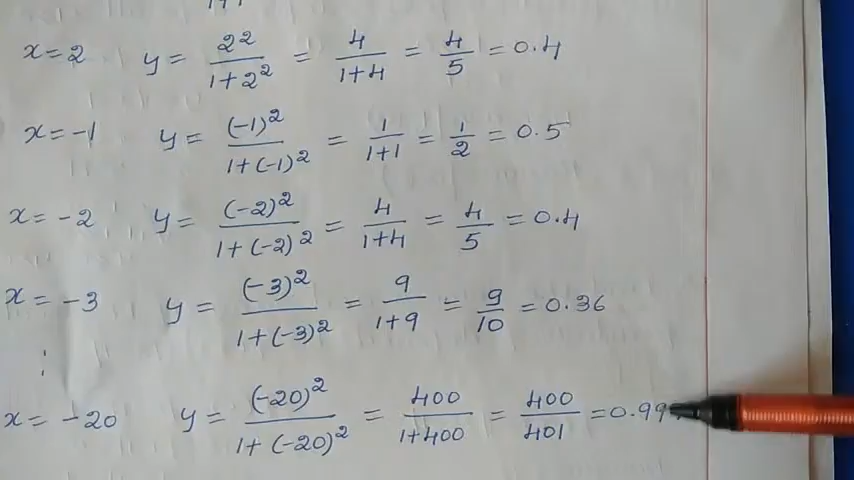 x = 2 y = 2²/1+2² = 4/1+4 = 4/5 = 0.4
x = -1 y = (-1)²/1+(-1)² = 1/1+1 = 1/2 = 0.5
x = -2 y = (-2)²/1+(-2)² = 4/1+4 = 4/5 = 0.4
x = -3 y = (-3)²/1+(-3)² = 9/1+9 = 9/10 = 0.36
⋮
x = -20 y = (-20)²/1+(-20)² = 400/1+400 = 400/401 = 0.99